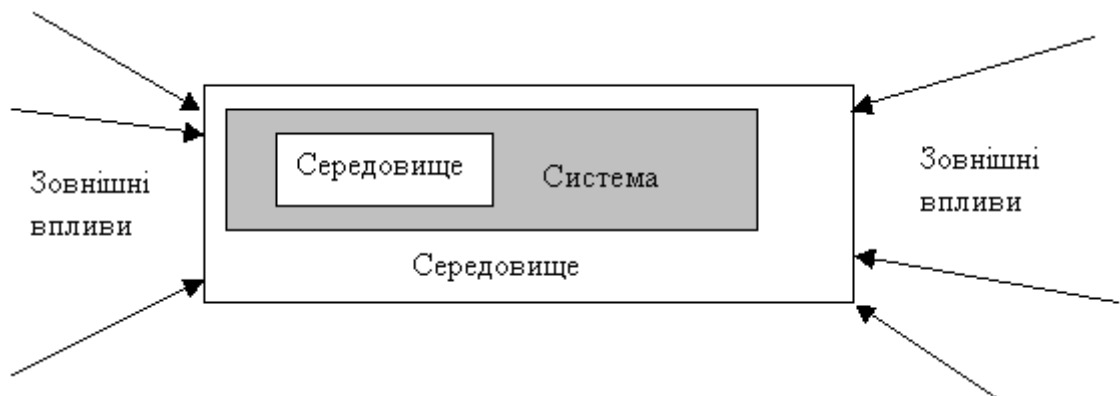 Середовище
Система
Зовнішні
впливи
Зовнішні
впливи
Середовище